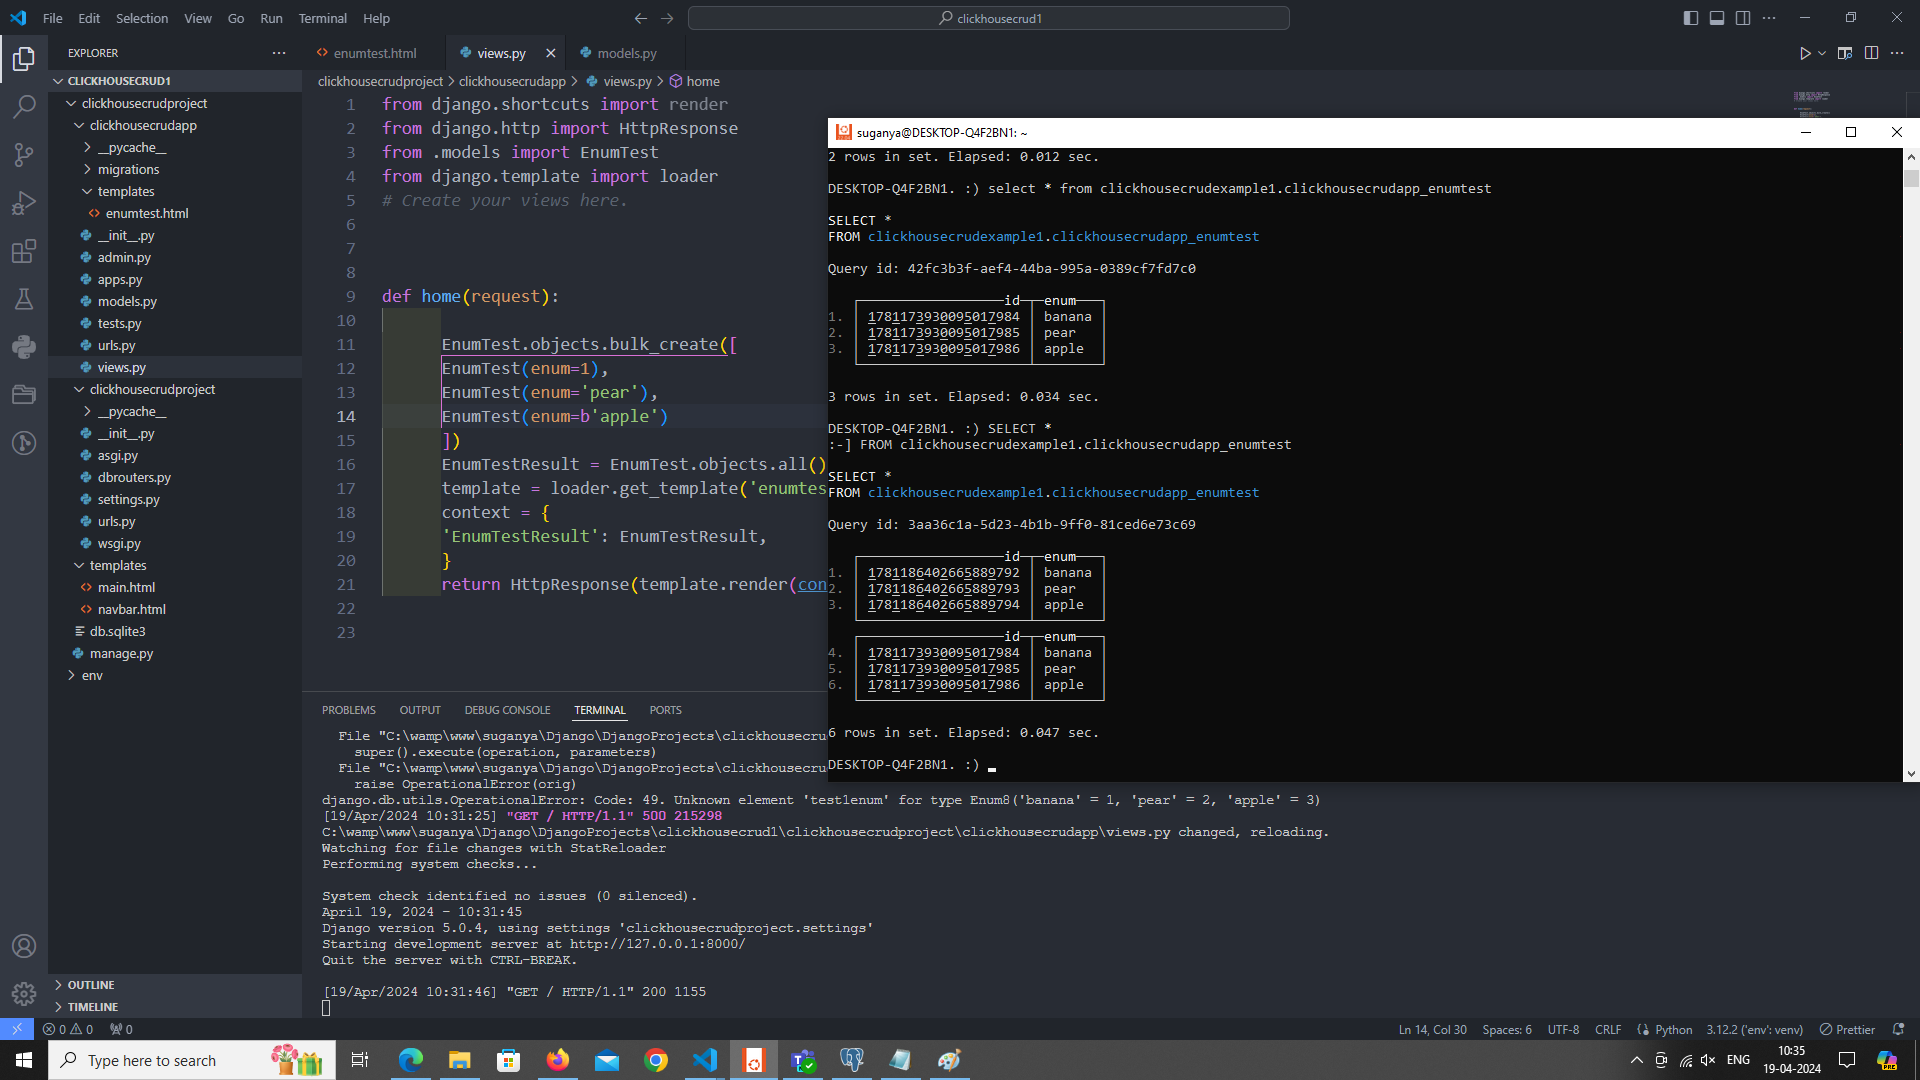 File Edit Selection View Go Run Terminal Help
clickhousecrud1
EXPLORER
CLICKHOUSECRUD1
clickhousecrudproject
clickhousecrudapp
__pycache__
migrations
templates
enumtest.html
__init__.py
admin.py
apps.py
models.py
tests.py
urls.py
views.py
clickhousecrudproject
__pycache__
__init__.py
asgi.py
dbrouters.py
settings.py
urls.py
wsgi.py
templates
main.html
navbar.html
db.sqlite3
manage.py
env
OUTLINE
TIMELINE
enumtest.html views.py models.py
clickhousecrudproject > clickhousecrudapp > views.py > home
1 from django.shortcuts import render
2 from django.http import HttpResponse
3 from .models import EnumTest
4 from django.template import loader
5 # Create your views here.
6
7
8
9 def home(request):
10
11 EnumTest.objects.bulk_create([
12 EnumTest(enum=1),
13 EnumTest(enum='pear'),
14 EnumTest(enum=b'apple')
15 ])
16 EnumTestResult = EnumTest.objects.all()
17 template = loader.get_template('enumtes
18 context = {
19 'EnumTestResult': EnumTestResult,
20 }
21 return HttpResponse(template.render(con
22
23
suganya@DESKTOP-Q4F2BN1: ~
2 rows in set. Elapsed: 0.012 sec.
DESKTOP-Q4F2BN1. :) select * from clickhousecrudexample1.clickhousecrudapp_enumtest
SELECT *
FROM clickhousecrudexample1.clickhousecrudapp_enumtest
Query id: 42fc3b3f-aef4-44ba-995a-0389cf7fd7c0
id enum
1. 1781173930095017984 banana
2. 1781173930095017985 pear
3. 1781173930095017986 apple
3 rows in set. Elapsed: 0.034 sec.
DESKTOP-Q4F2BN1. :) SELECT *
:-] FROM clickhousecrudexample1.clickhousecrudapp_enumtest
SELECT *
FROM clickhousecrudexample1.clickhousecrudapp_enumtest
Query id: 3aa36c1a-5d23-4b1b-9ff0-81ced6e73c69
id enum
1. 1781186402665889792 banana
2. 1781186402665889793 pear
3. 1781186402665889794 apple
id enum
4. 1781173930095017984 banana
5. 1781173930095017985 pear
6. 1781173930095017986 apple
6 rows in set. Elapsed: 0.047 sec.
DESKTOP-Q4F2BN1. :)
PROBLEMS OUTPUT DEBUG CONSOLE TERMINAL PORTS
File "C:\wamp\www\suganya\Django\DjangoProjects\clickhousecru
super().execute(operation, parameters)
File "C:\wamp\www\suganya\Django\DjangoProjects\clickhousecru
raise OperationalError(orig)
django.db.utils.OperationalError: Code: 49. Unknown element 'test1enum' for type Enum8('banana' = 1, 'pear' = 2, 'apple' = 3)
[19/Apr/2024 10:31:25] "GET / HTTP/1.1" 500 215298
C:\wamp\www\suganya\Django\DjangoProjects\clickhousecrud1\clickhousecrudproject\clickhousecrudapp\views.py changed, reloading.
Watching for file changes with StatReloader
Performing system checks...
System check identified no issues (0 silenced).
April 19, 2024 - 10:31:45
Django version 5.0.4, using settings 'clickhousecrudproject.settings'
Starting development server at http://127.0.0.1:8000/
Quit the server with CTRL-BREAK.
[19/Apr/2024 10:31:46] "GET / HTTP/1.1" 200 1155
0 0 0 Ln 14, Col 30 Spaces: 6 UTF-8 CRLF Python 3.12.2 ('env': venv) Prettier
Type here to search
ENG
10:35
19-04-2024